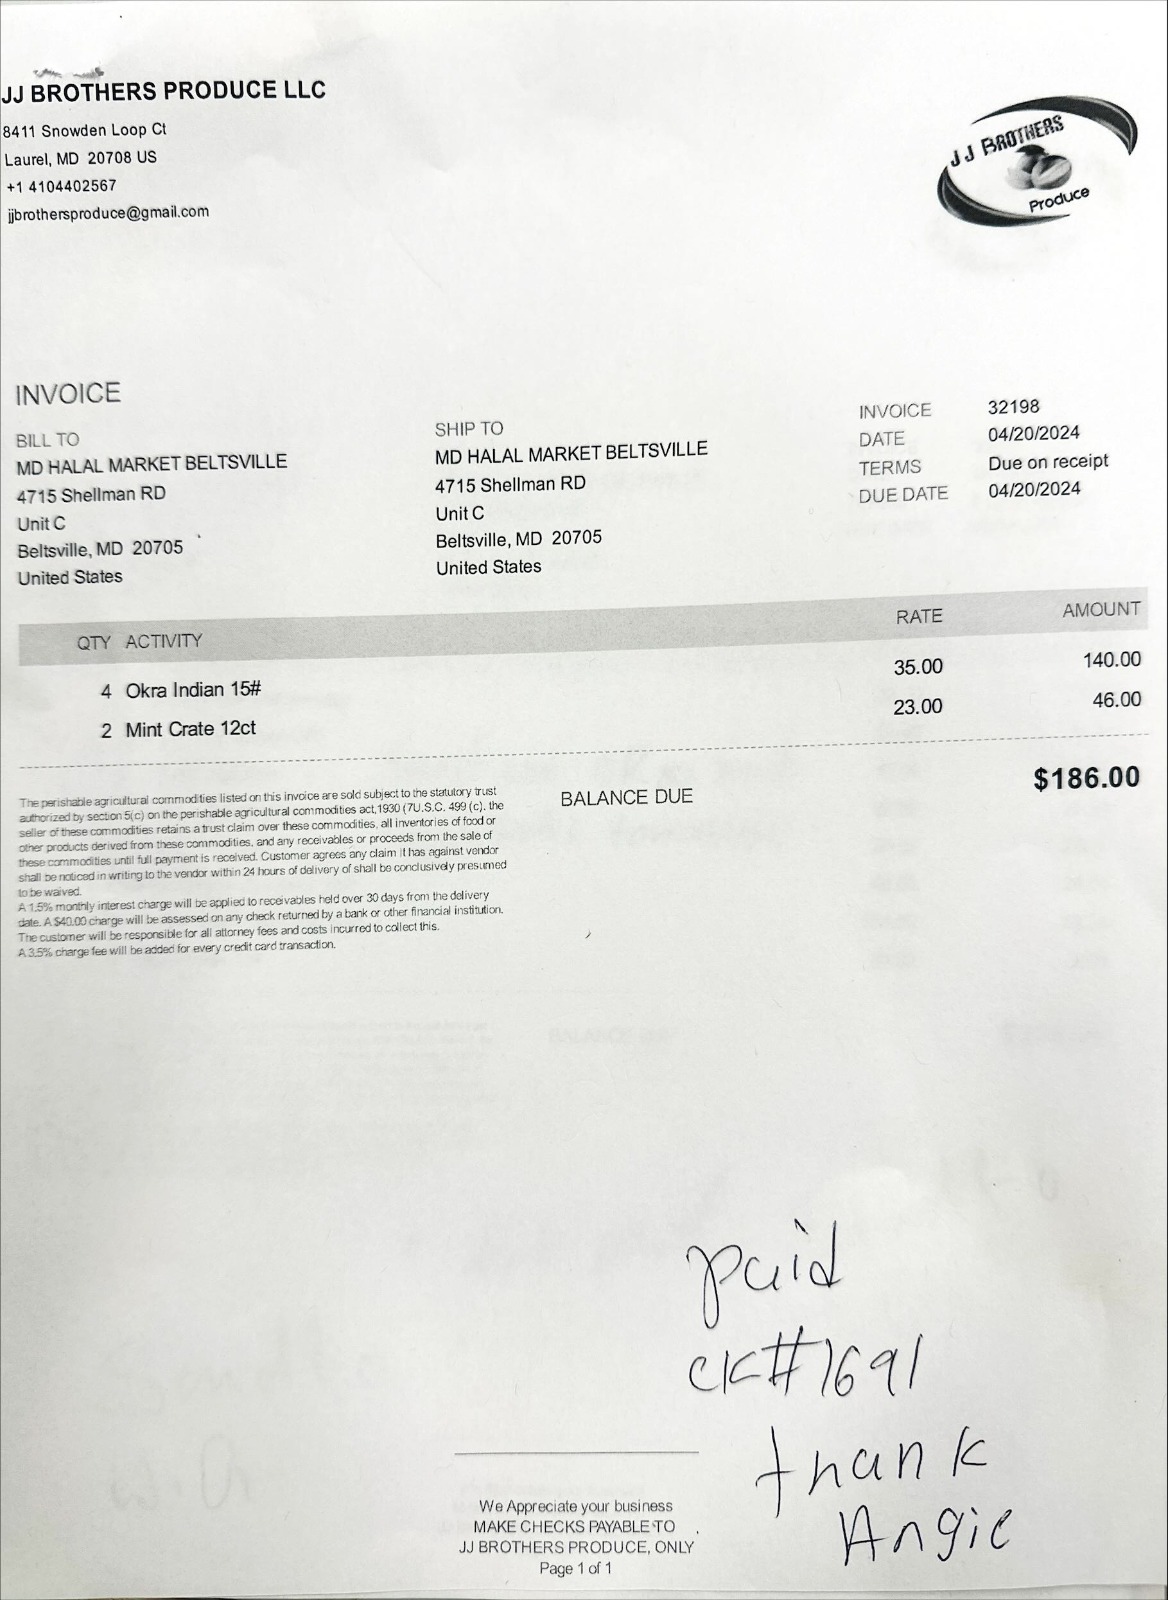 JJ BROTHERS PRODUCE LLC
8411 Snowden Loop Ct
Laurel, MD 20708 US
+1 4104402567
jjbrothersproduce@gmail.com
JJ BROTHERS
Produce
INVOICE
BILL TO
MD HALAL MARKET BELTSVILLE
4715 Shellman RD
Unit C
Beltsville, MD 20705
United States
SHIP TO
MD HALAL MARKET BELTSVILLE
4715 Shellman RD
Unit C
Beltsville, MD 20705
United States
INVOICE 32198
DATE 04/20/2024
TERMS Due on receipt
DUE DATE 04/20/2024
QTY ACTIVITY RATE AMOUNT
4 Okra Indian 15# 35.00 140.00
2 Mint Crate 12ct 23.00 46.00
The perishable agricultural commodities listed on this invoice are sold subject to the statutory trust
authorized by section 5(c) on the perishable agricultural commodities act,1930 (7U.S.C. 499 (c). the
seller of these commodities retains a trust claim over these commodities, all inventories of food or
other products derived from these commodities, and any receivables or proceeds from the sale of
these commodities until full payment is received. Customer agrees any claim it has against vendor
shall be noticed in writing to the vendor within 24 hours of delivery of shall be conclusively presumed
to be waived.
A 1.5% monthly interest charge will be applied to receivables held over 30 days from the delivery
date. A $40.00 charge will be assessed on any check returned by a bank or other financial institution.
The customer will be responsible for all attorney fees and costs incurred to collect this.
A 3.5% charge fee will be added for every credit card transaction.
BALANCE DUE $186.00
paid
CK#1691
thank
Angie
We Appreciate your business
MAKE CHECKS PAYABLE TO
JJ BROTHERS PRODUCE, ONLY
Page 1 of 1